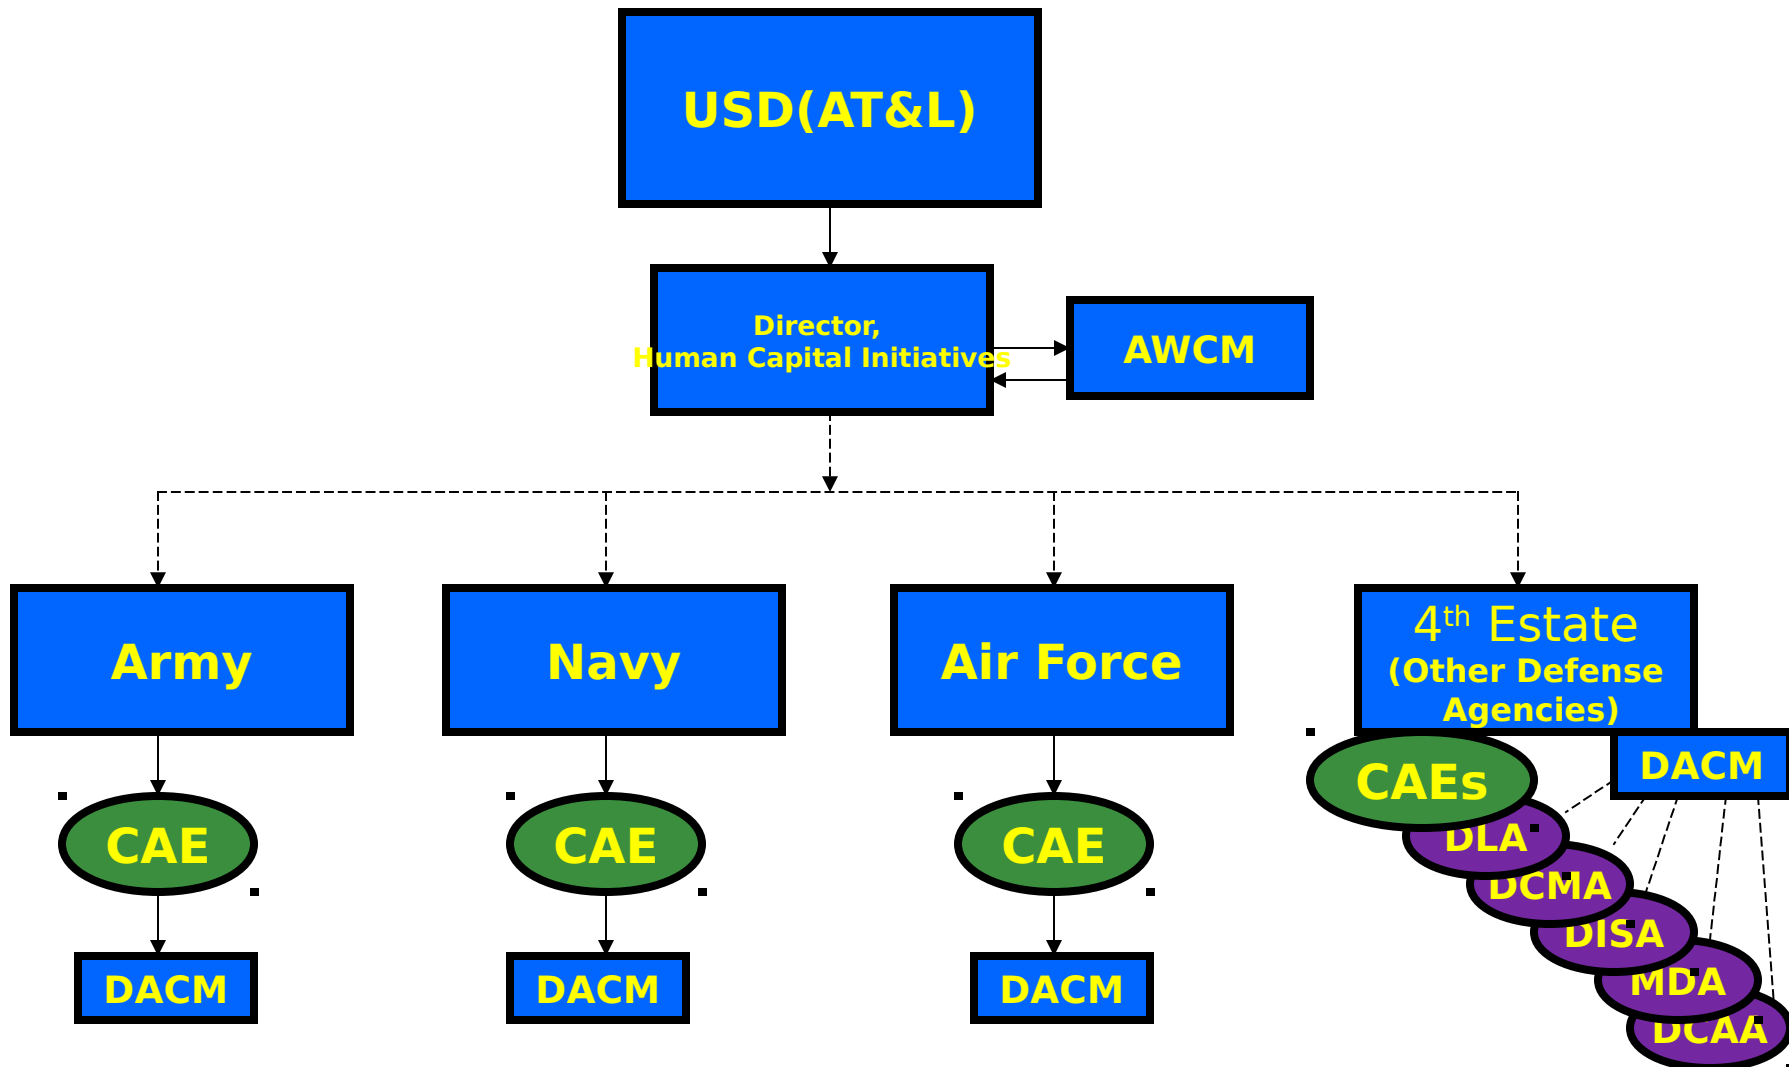 USD(AT&L)
Director,
Human Capital Initiatives
AWCM
Army
Navy
Air Force
4th Estate
(Other Defense
Agencies)
CAE
CAE
CAE
CAEs
DACM
DLA
DCMA
DISA
MDA
DCAA
DACM
DACM
DACM